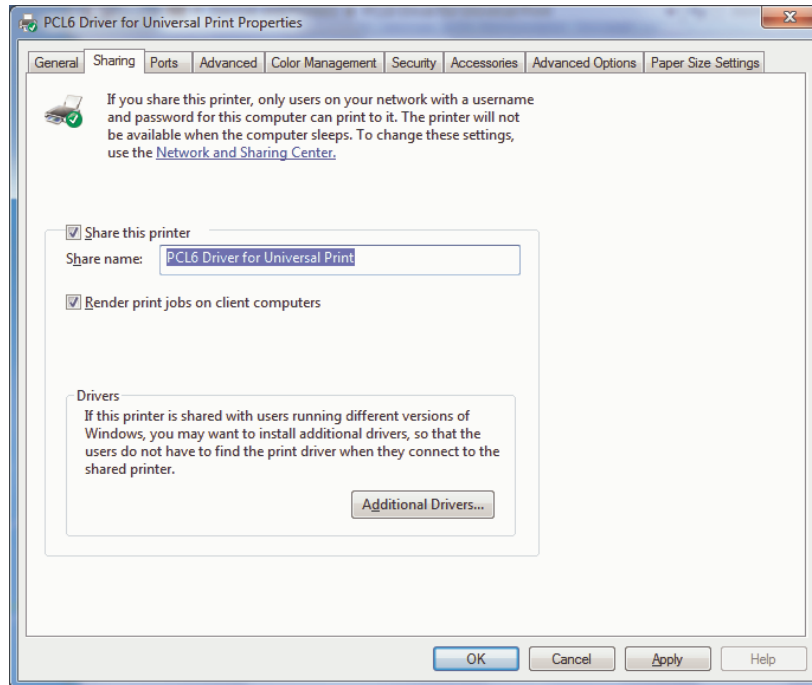 PCL6 Driver for Universal Print Properties
General Sharing Ports Advanced Color Management Security Accessories Advanced Options Paper Size Settings
If you share this printer, only users on your network with a username
and password for this computer can print to it. The printer will not
be available when the computer sleeps. To change these settings,
use the Network and Sharing Center.
Share this printer
Share name: PCL6 Driver for Universal Print
Render print jobs on client computers
Drivers
If this printer is shared with users running different versions of
Windows, you may want to install additional drivers, so that the
users do not have to find the print driver when they connect to the
shared printer.
Additional Drivers...
OK Cancel Apply Help